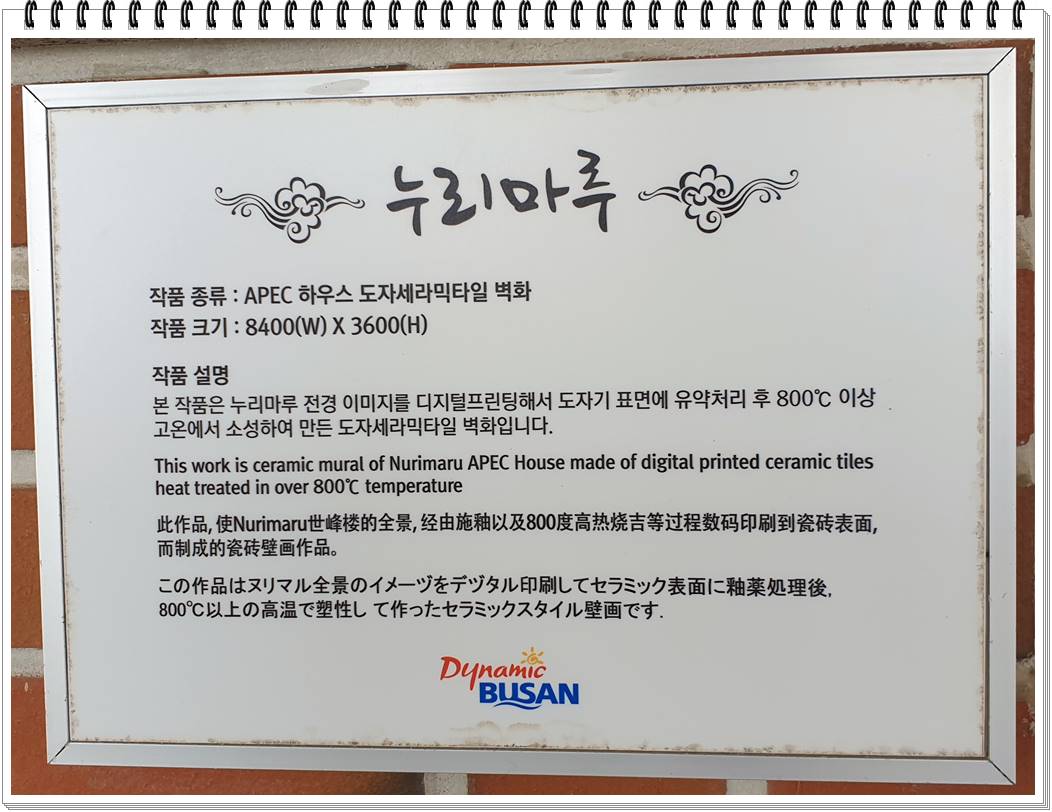 누리마루
작품 종류 : APEC 하우스 도자세라믹타일 벽화
작품 크기 : 8400(W) X 3600(H)
작품 설명
본 작품은 누리마루 전경 이미지를 디지털프린팅해서 도자기 표면에 유약처리 후 800℃ 이상
고온에서 소성하여 만든 도자세라믹타일 벽화입니다.
This work is ceramic mural of Nurimaru APEC House made of digital printed ceramic tiles
heat treated in over 800℃ temperature
此作品, 使Nurimaru世峰楼的全景, 经由施釉以及800度高热烧吉等过程数码印刷到瓷砖表面,
而制成的瓷砖壁画作品。
この作品はヌリマル全景のイメーヅをデヅタル印刷してセラミック表面に釉薬処理後,
800℃以上の高温で塑性し て作ったセラミックスタイル壁画です.
Dynamic
BUSAN